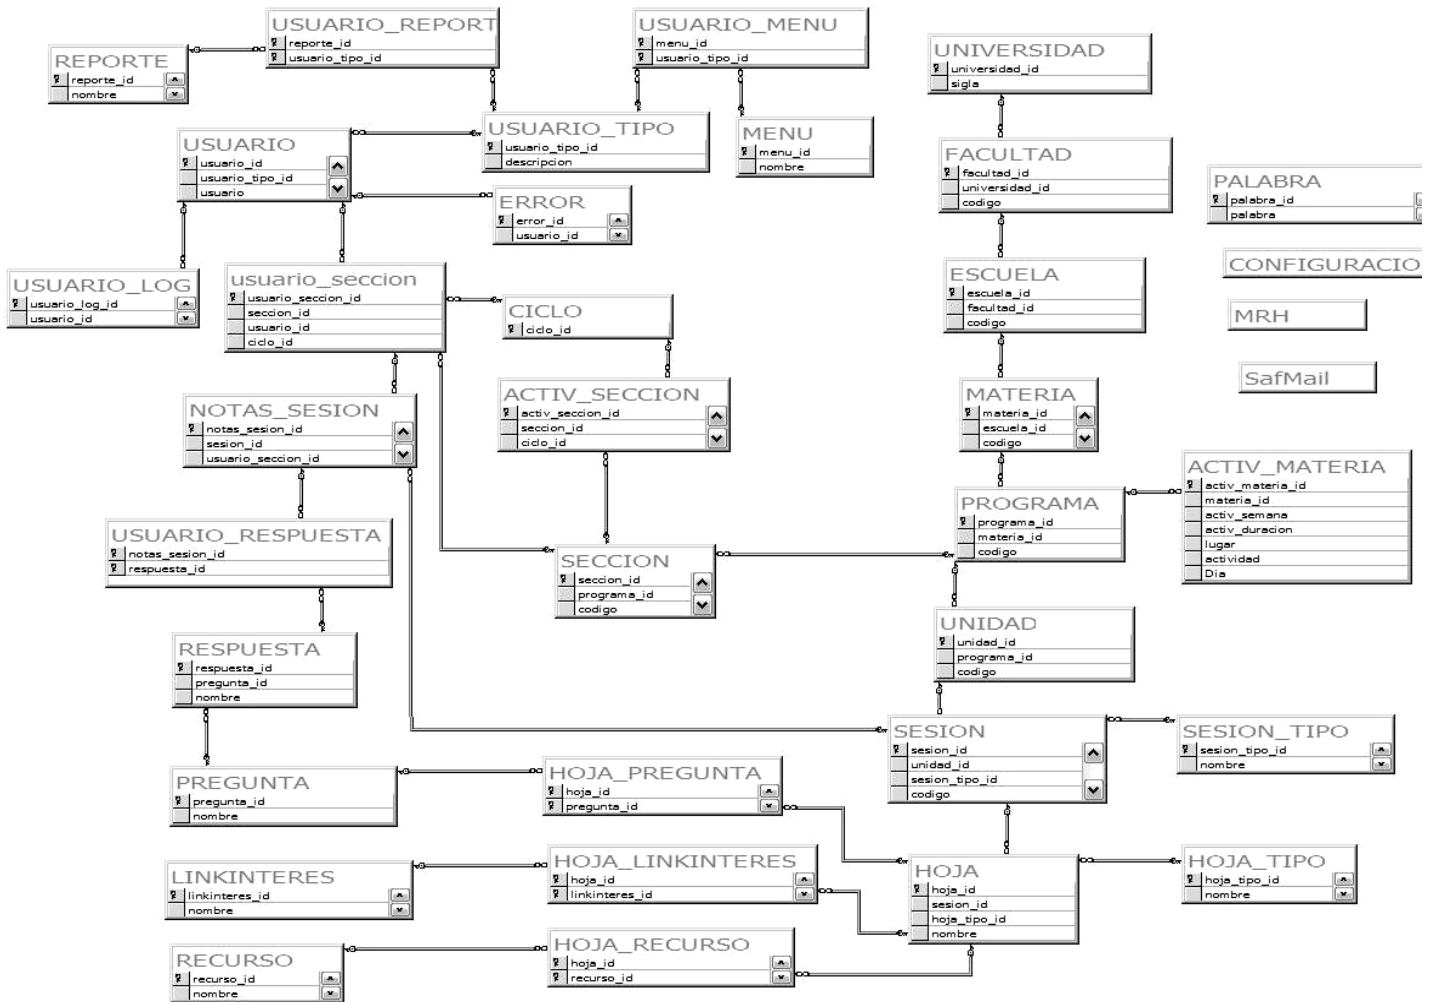 USUARIO_REPORT
reporte_id
usuario_tipo_id
USUARIO_MENU
menu_id
usuario_tipo_id
REPORTE
reporte_id
nombre
UNIVERSIDAD
universidad_id
sigla
USUARIO
usuario_id
usuario_tipo_id
usuario
USUARIO_TIPO
usuario_tipo_id
descripcion
MENU
menu_id
nombre
FACULTAD
facultad_id
universidad_id
codigo
PALABRA
palabra_id
palabra
ERROR
error_id
usuario_id
USUARIO_LOG
usuario_log_id
usuario_id
usuario_seccion
usuario_seccion_id
seccion_id
usuario_id
ciclo_id
CICLO
ciclo_id
ESCUELA
escuela_id
facultad_id
codigo
CONFIGURACIO
MRH
SafMail
NOTAS_SESION
notas_sesion_id
sesion_id
usuario_seccion_id
ACTIV_SECCION
activ_seccion_id
seccion_id
ciclo_id
MATERIA
materia_id
escuela_id
codigo
ACTIV_MATERIA
activ_materia_id
materia_id
activ_semana
activ_duracion
lugar
actividad
Dia
PROGRAMA
programa_id
materia_id
codigo
USUARIO_RESPUESTA
notas_sesion_id
respuesta_id
SECCION
seccion_id
programa_id
codigo
UNIDAD
unidad_id
programa_id
codigo
RESPUESTA
respuesta_id
pregunta_id
nombre
SESION
sesion_id
unidad_id
sesion_tipo_id
codigo
SESION_TIPO
sesion_tipo_id
nombre
PREGUNTA
pregunta_id
nombre
HOJA_PREGUNTA
hoja_id
pregunta_id
LINKINTERES
linkinteres_id
nombre
HOJA_LINKINTERES
hoja_id
linkinteres_id
HOJA
hoja_id
sesion_id
hoja_tipo_id
nombre
HOJA_TIPO
hoja_tipo_id
nombre
RECURSO
recurso_id
nombre
HOJA_RECURSO
hoja_id
recurso_id